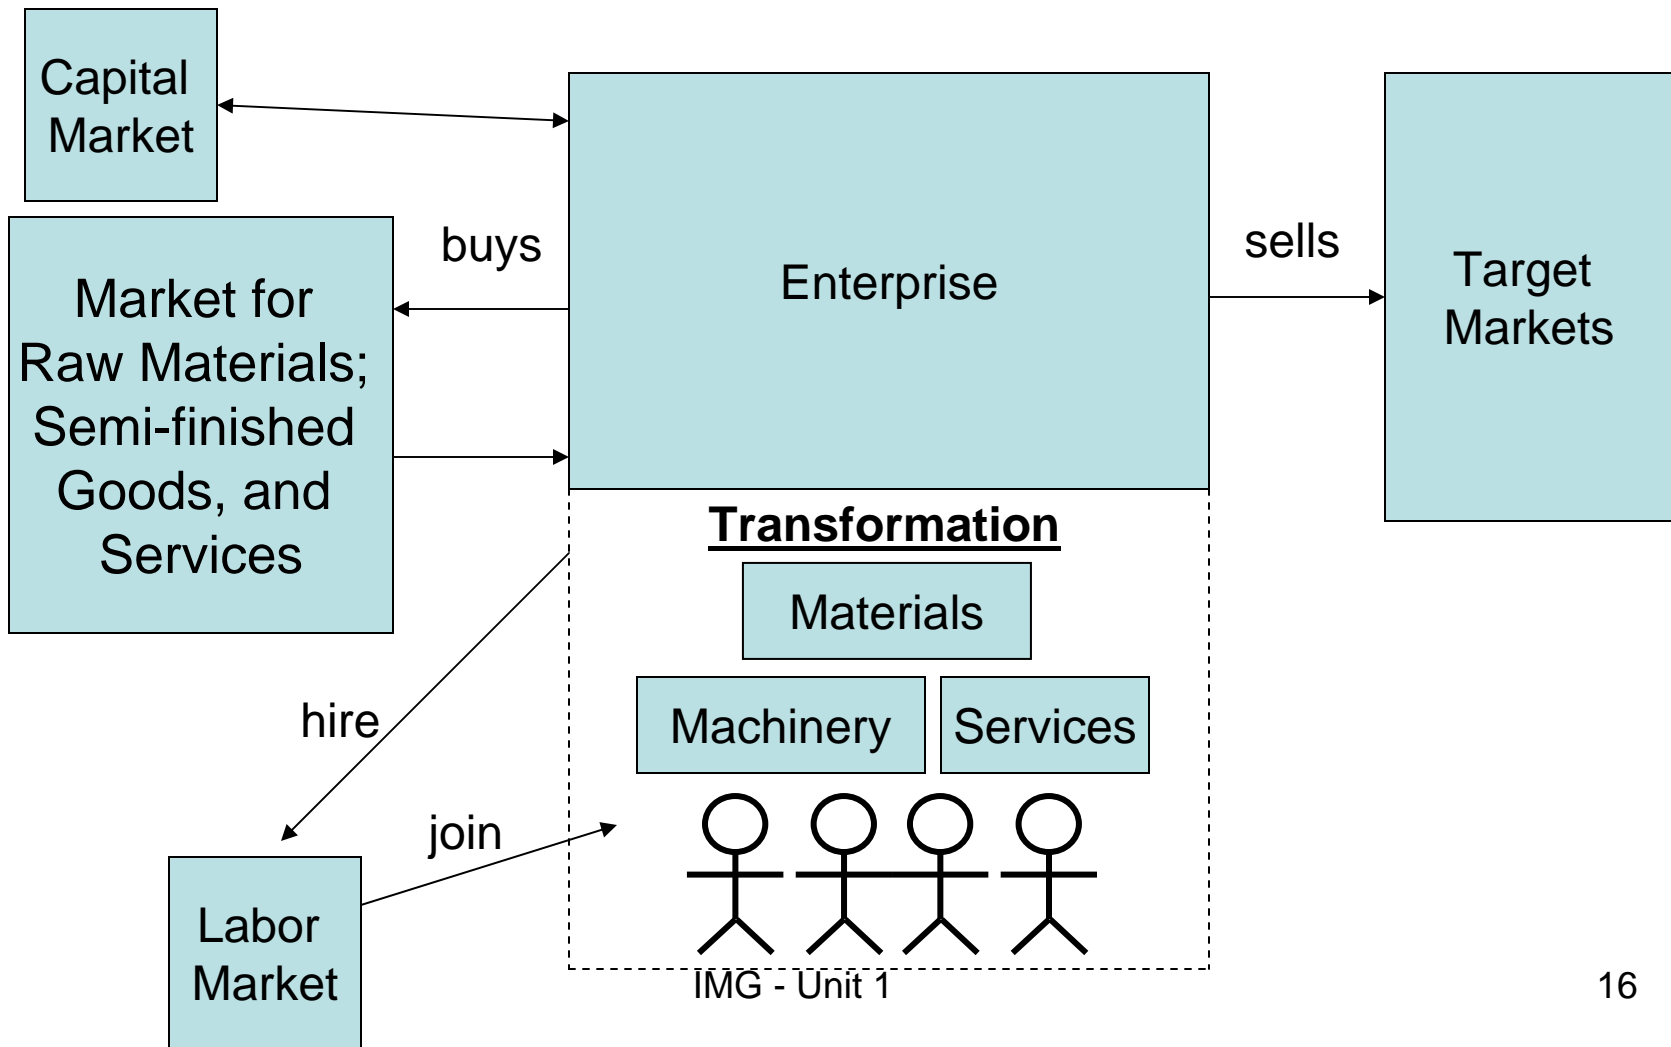 Capital
Market
buys
Enterprise
sells
Target
Markets
Market for
Raw Materials;
Semi-finished
Goods, and
Services
Transformation
Materials
Machinery
Services
hire
join
Labor
Market
IMG - Unit 1
16